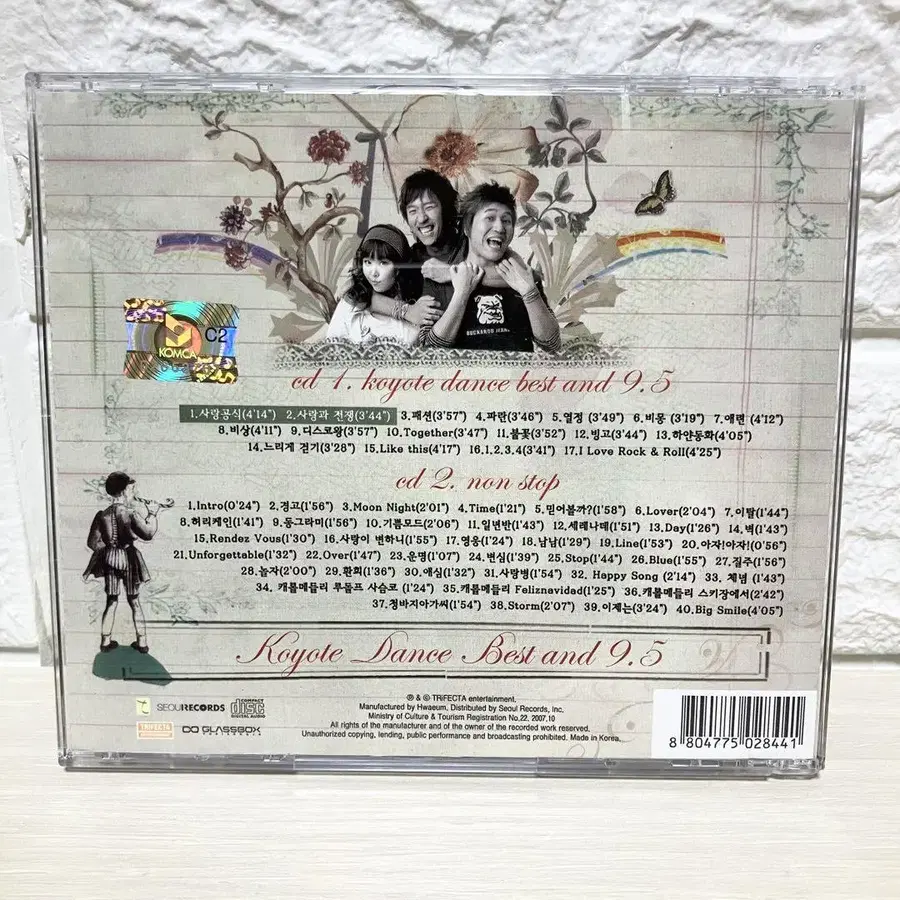 BUCKAROO JEANS
C2
KOMCA
cd 1. koyote dance best and 9.5
1.사랑공식(4'14") 2.사랑과 전쟁(3'44") 3.패션(3'57") 4.파란(3'46") 5.열정 (3'49") 6.비몽 (3'19") 7.애련 (4'12")
8.비상(4'11") 9.디스코왕(3'57") 10.Together(3'47") 11.불꽃(3'52") 12.빙고(3'44") 13.하얀동화(4'05")
14.느리게 걷기(3'28") 15.Like this(4'17") 16.1,2,3,4(3'41") 17.I Love Rock & Roll(4'25")
cd 2. non stop
1.Intro(0'24") 2.경고(1'56") 3.Moon Night(2'01") 4.Time(1'21") 5.믿어볼까?(1'58") 6.Lover(2'04") 7.이탈(1'44")
8.허리케인(1'41") 9.동그라미(1'56") 10.기쁨모드(2'06") 11.일년반(1'43") 12.세레나데(1'51") 13.Day(1'26") 14.벽(1'43")
15.Rendez Vous(1'30") 16.사랑이 변하니(1'55") 17.영웅(1'24") 18.남남(1'29") 19.Line(1'53") 20.아자!아자!(0'56")
21.Unforgettable(1'32") 22.Over(1'47") 23.운명(1'07") 24.변심(1'39") 25.Stop(1'44") 26.Blue(1'55") 27.질주(1'56")
28.놀자(2'00") 29.환희(1'36") 30.애심(1'32") 31.사랑병(1'54") 32. Happy Song (2'14") 33. 체념 (1'43")
34. 캐롤메들리 루돌프 사슴코 (1'24") 35.캐롤메들리 Feliznavidad(1'25") 36.캐롤메들리 스키장에서(2'42")
37.청바지아가씨(1'54") 38.Storm(2'07") 39.이제는(3'24") 40.Big Smile(4'05")
Koyote Dance Best and 9.5
SEOULRECORDS COMPACT disc DIGITAL AUDIO
TRIFECTA GLASSBOX
℗ & © TRIFECTA entertainment.
Manufactured by Hwaeum, Distributed by Seoul Records, Inc.
Ministry of Culture & Tourism Registration No.22. 2007.10
All rights of the manufacturer and of the owner of the recorded work reserved.
Unauthorized copying, lending, public performance and broadcasting prohibited. Made in Korea.
8 804775 028441